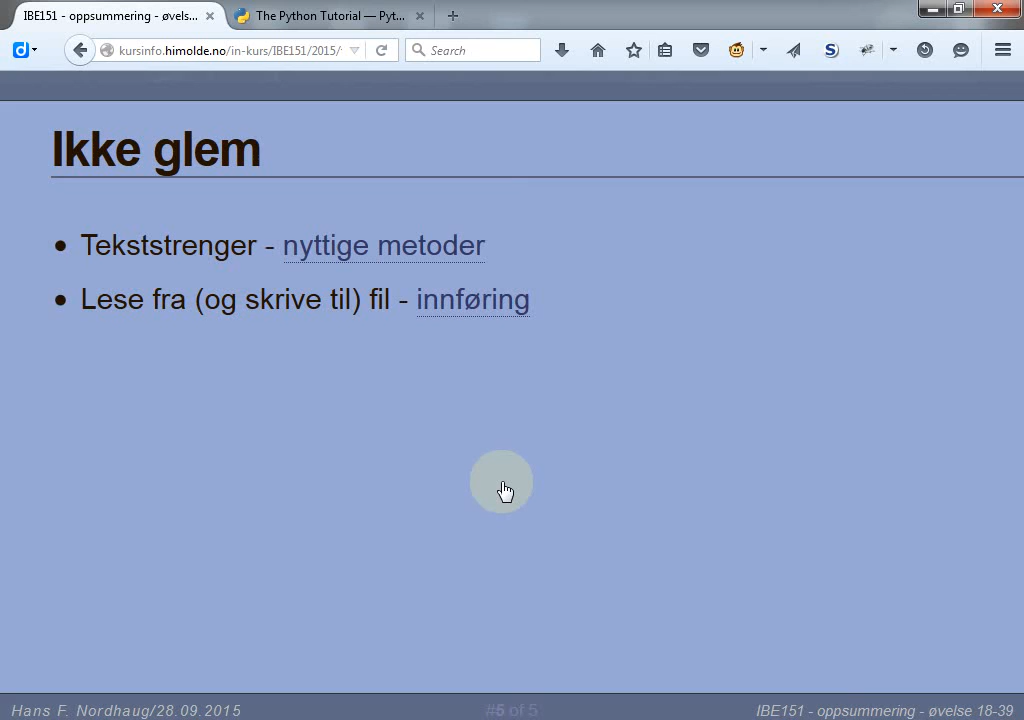 IBE151 - oppsummering - øvels...
The Python Tutorial — Pyt...
kursinfo.himolde.no/in-kurs/IBE151/2015/
Search
Ikke glem
Tekststrenger - nyttige metoder
Lese fra (og skrive til) fil - innføring
Hans F. Nordhaug/28.09.2015
#5 of 5
IBE151 - oppsummering - øvelse 18-39